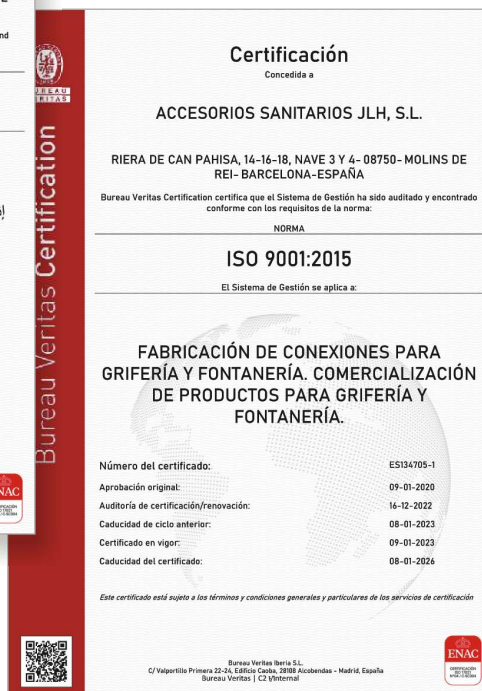 nd
BUREAU
VERITAS
Bureau Veritas Certification
Certificación
Concedida a
ACCESORIOS SANITARIOS JLH, S.L.
RIERA DE CAN PAHISA, 14-16-18, NAVE 3 Y 4- 08750- MOLINS DE
REI- BARCELONA-ESPAÑA
Bureau Veritas Certification certifica que el Sistema de Gestión ha sido auditado y encontrado
conforme con los requisitos de la norma:
NORMA
ISO 9001:2015
El Sistema de Gestión se aplica a:
FABRICACIÓN DE CONEXIONES PARA
GRIFERÍA Y FONTANERÍA. COMERCIALIZACIÓN
DE PRODUCTOS PARA GRIFERÍA Y
FONTANERÍA.
Número del certificado: ES134705-1
Aprobación original: 09-01-2020
Auditoría de certificación/renovación: 16-12-2022
Caducidad de ciclo anterior: 08-01-2023
Certificado en vigor: 09-01-2023
Caducidad del certificado: 08-01-2026
Este certificado está sujeto a los términos y condiciones generales y particulares de los servicios de certificación
Bureau Veritas Iberia S.L.
C/ Valportillo Primera 22-24, Edificio Caoba, 28108 Alcobendas - Madrid, España
Bureau Veritas | C2 Internal
NAC
ENAC
CERTIFICACIÓN